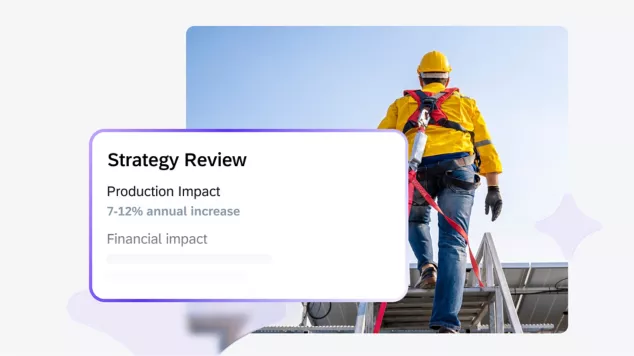 Strategy Review
Production Impact
7-12% annual increase
Financial impact